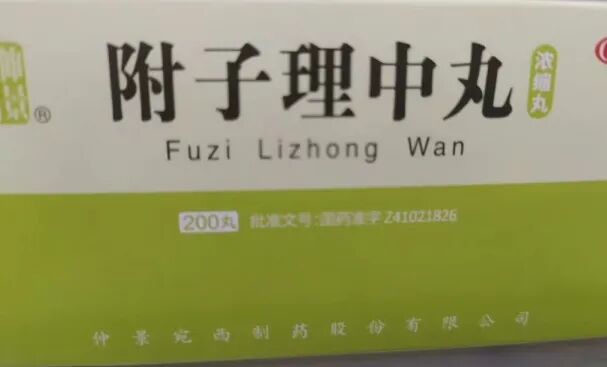 仲景®
附子理中丸
浓缩丸
Fuzi Lizhong Wan
200丸 批准文号:国药准字Z41021826
仲景宛西制药股份有限公司